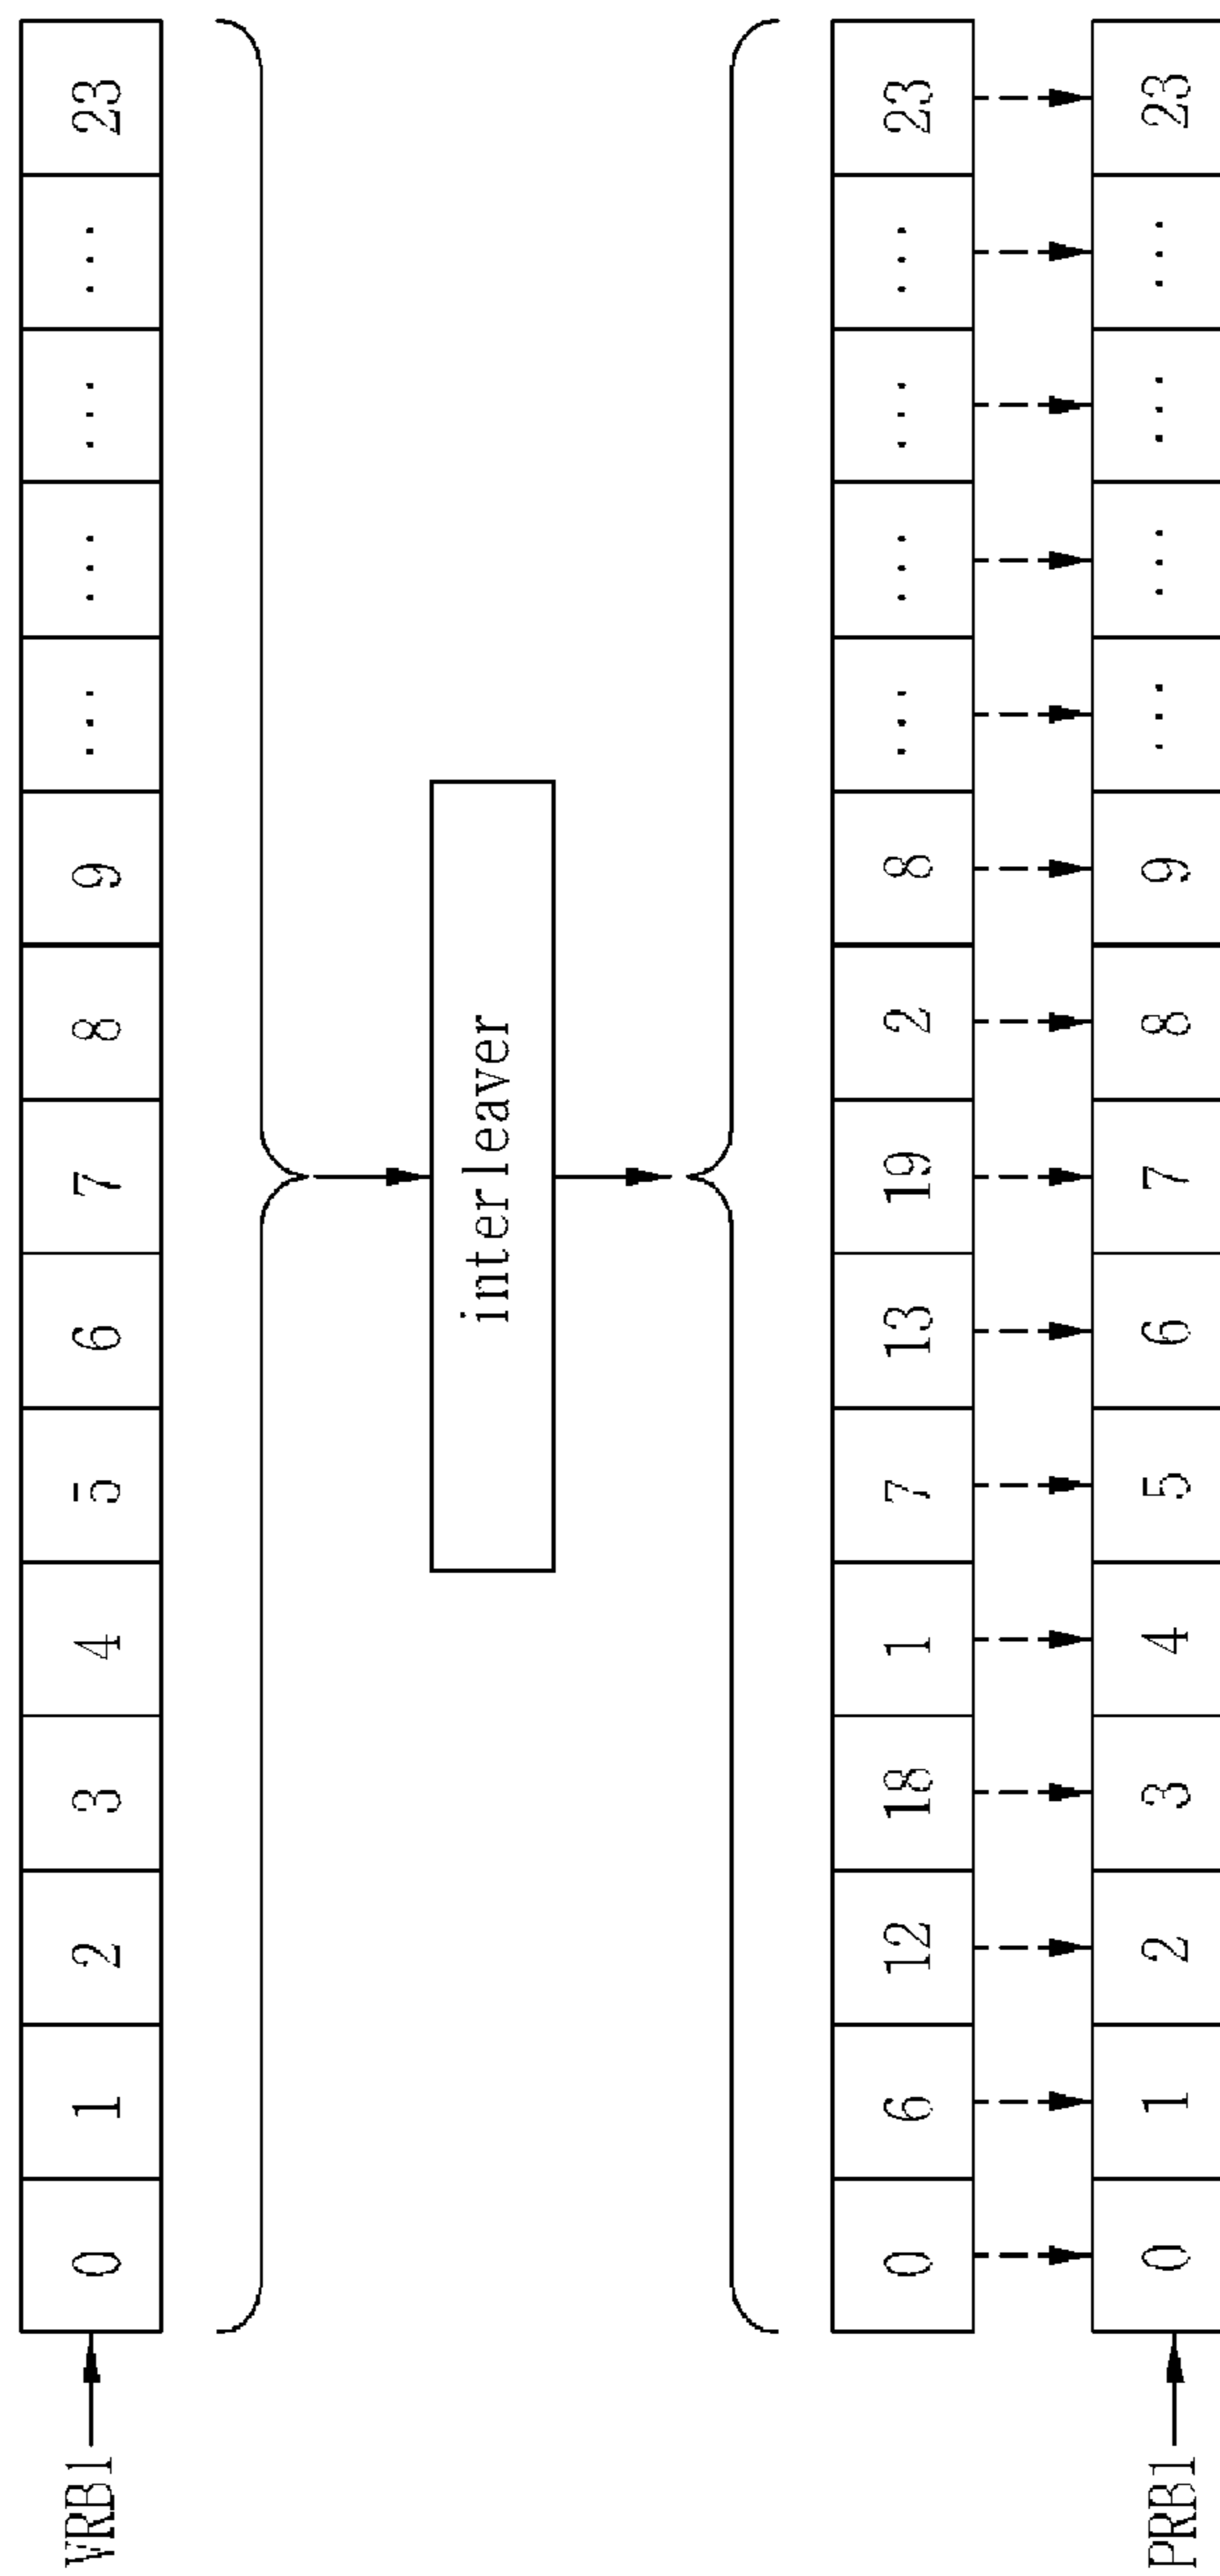 VRB1 0 1 2 3 4 5 6 7 8 9 ... ... ... ... 23
interleaver
0 6 12 18 1 7 13 19 2 8 ... ... ... ... 23
PRB1 0 1 2 3 4 5 6 7 8 9 ... ... ... ... 23